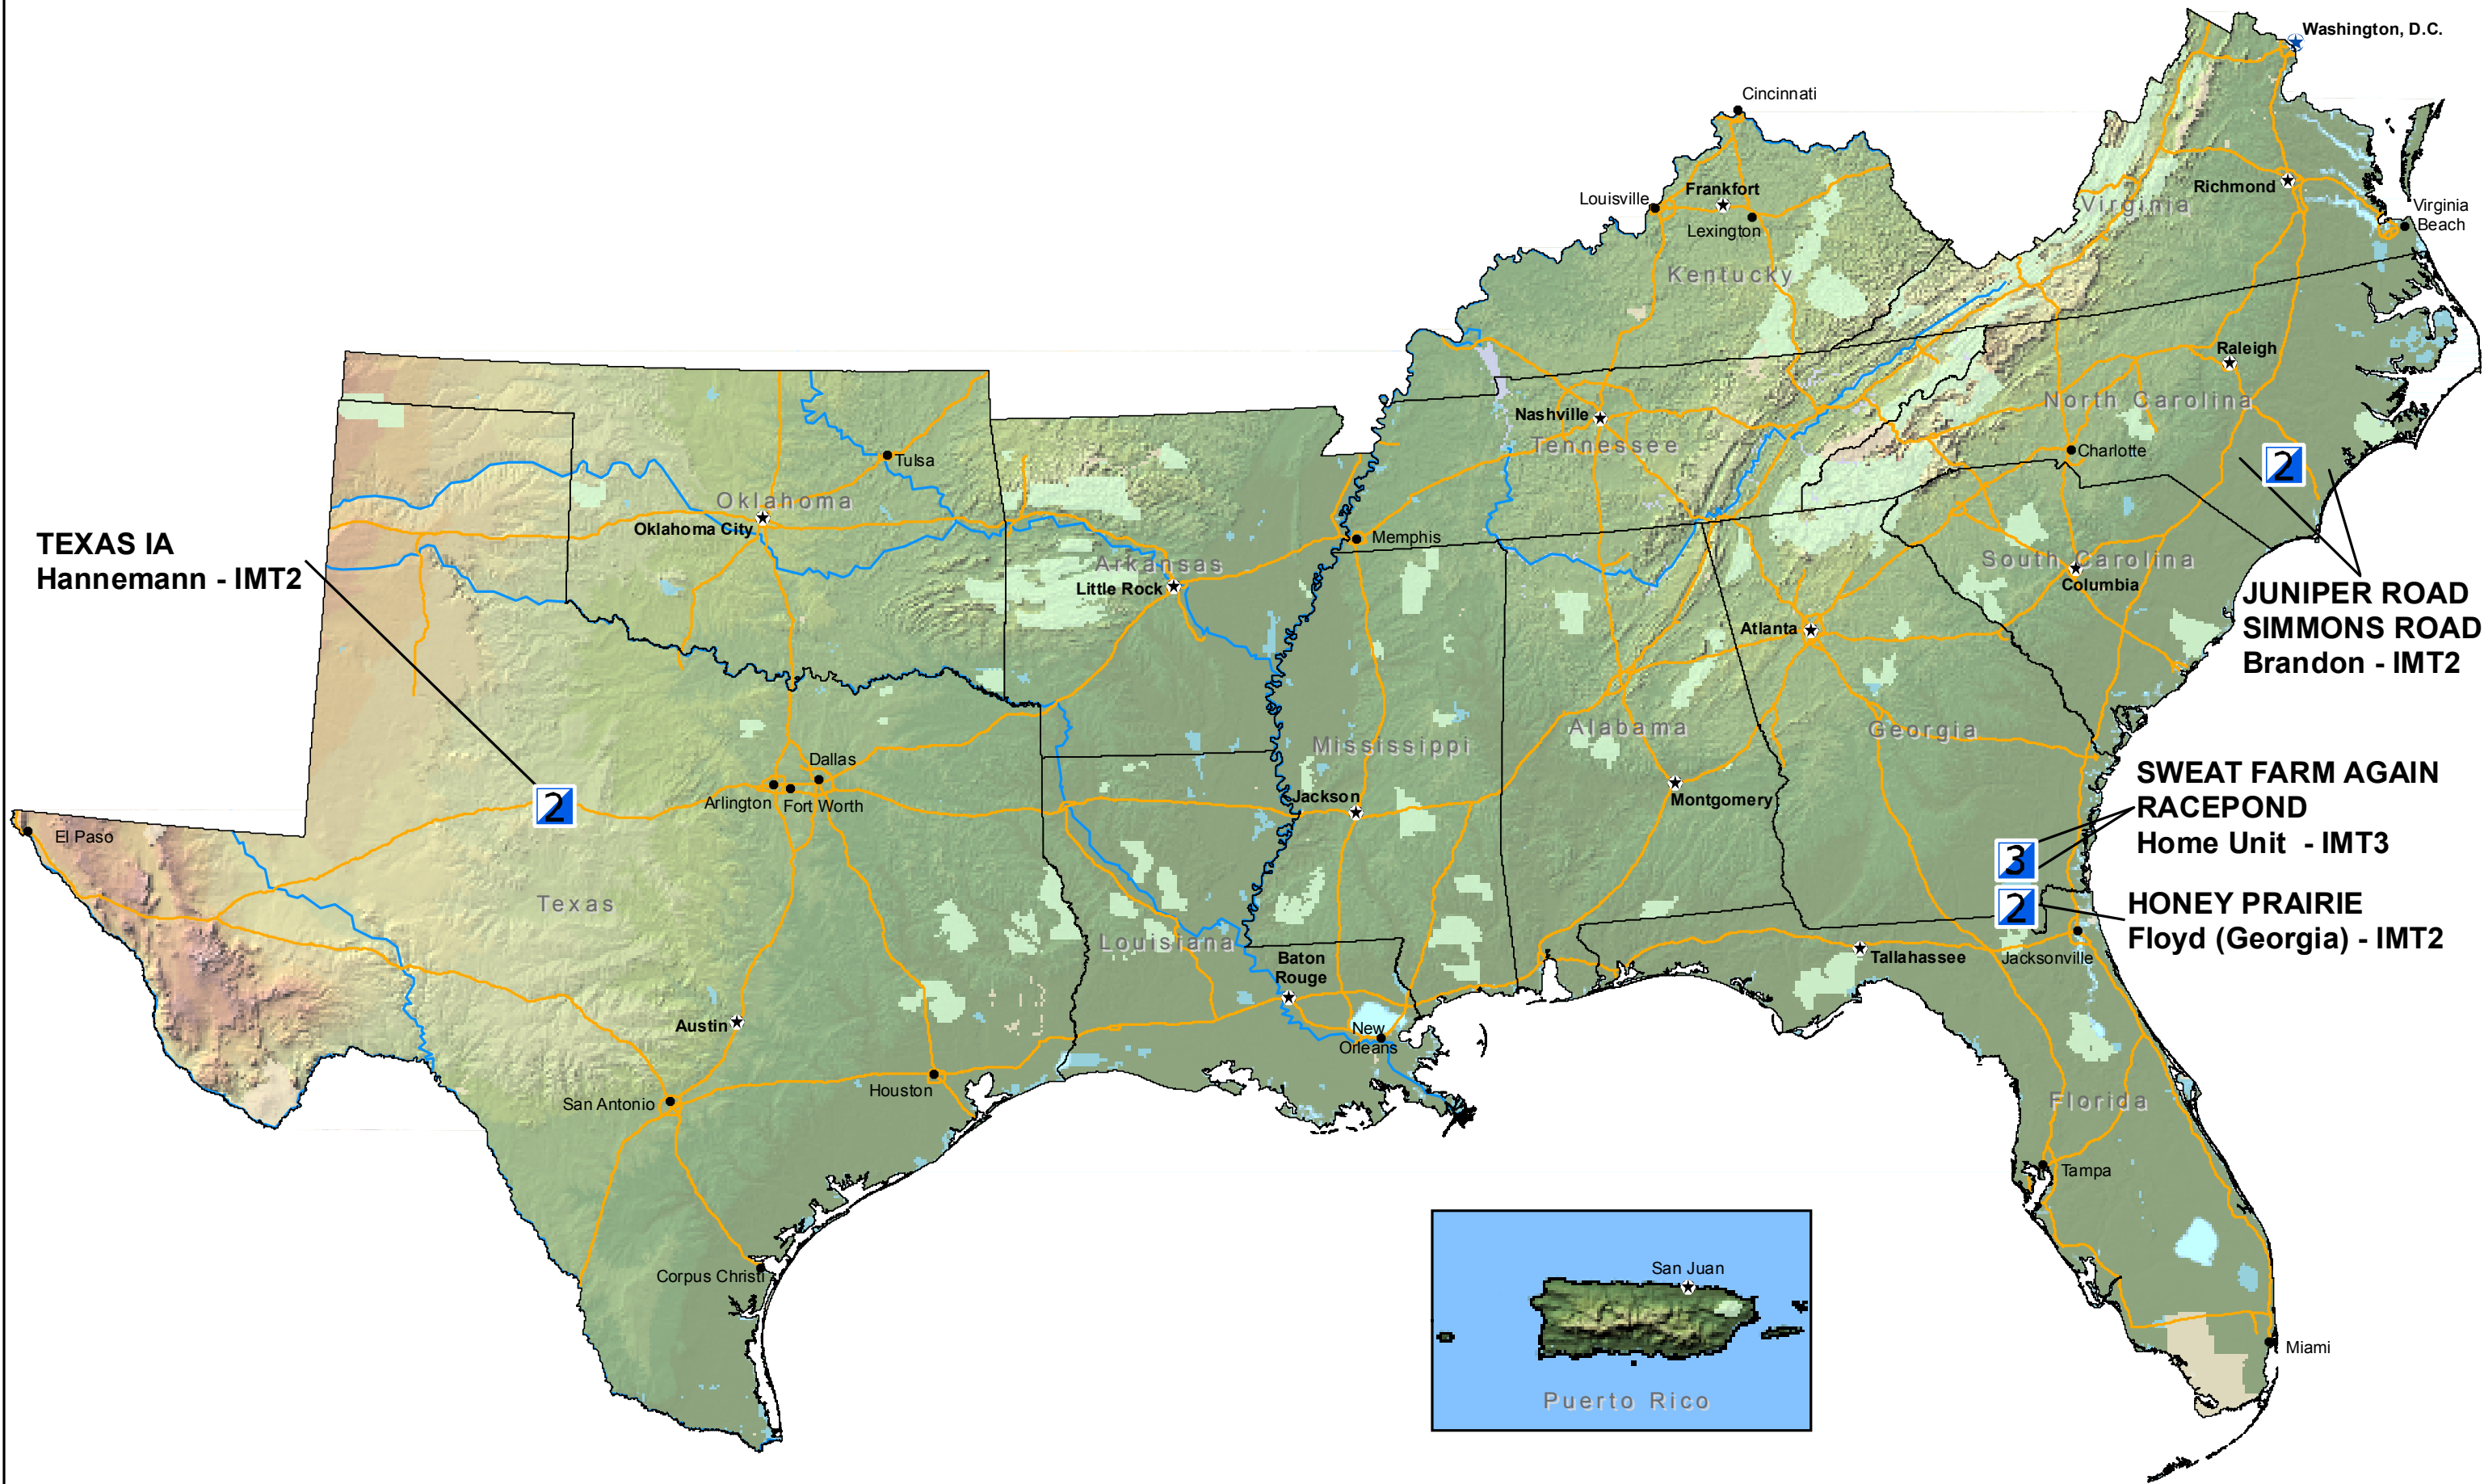 Washington, D.C.
Cincinnati
Louisville
Frankfort
Lexington
Kentucky
Richmond
Virginia
Virginia
Beach
Raleigh
North Carolina
Charlotte
Nashville
Tennessee
Memphis
Tulsa
Oklahoma
Oklahoma City
Arkansas
Little Rock
South Carolina
Columbia
Atlanta
TEXAS IA
Hannemann - IMT2
2
2
JUNIPER ROAD
SIMMONS ROAD
Brandon - IMT2
Dallas
Arlington
Fort Worth
El Paso
Texas
Mississippi
Jackson
Alabama
Montgomery
Georgia
SWEAT FARM AGAIN
RACEPOND
Home Unit - IMT3
3
2
HONEY PRAIRIE
Floyd (Georgia) - IMT2
Louisiana
Baton
Rouge
New
Orleans
Tallahassee
Jacksonville
Austin
Houston
San Antonio
Corpus Christi
Florida
Tampa
Miami
San Juan
Puerto Rico